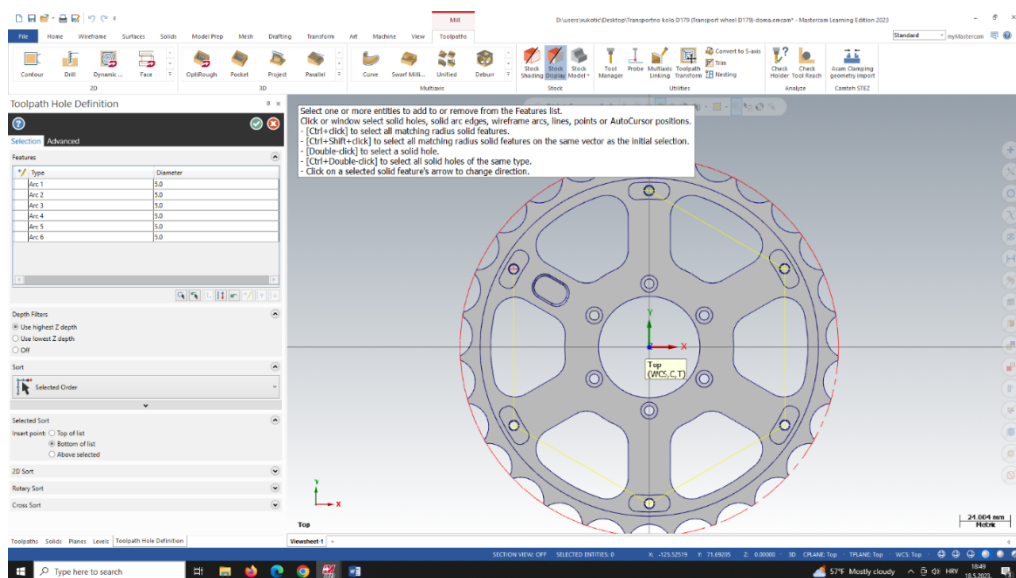 Mill
D:\users\vukotic\Desktop\Transportno kolo D179 (Transport wheel D179)-doma.emcam* - Mastercam Learning Edition 2023
File Home Wireframe Surfaces Solids Model Prep Mesh Drafting Transform Art Machine View Toolpaths
Standard myMastercam
Contour Drill Dynamic... Face OptiRough Pocket Project Parallel Curve Swarf Milli... Unified Deburr
Stock Shading Stock Display Stock Model Tool Manager Probe Multiaxis Linking Toolpath Transform
Convert to 5-axis
Trim
Nesting
Check Holder Check Tool Reach Acam Clamping geometry import
2D 3D Multiaxis Stock Utilities Analyze Camteh STEZ
Toolpath Hole Definition
Selection Advanced
Features
Type Diameter
Arc 1 5.0
Arc 2 5.0
Arc 3 5.0
Arc 4 5.0
Arc 5 5.0
Arc 6 5.0
Depth Filters
Use highest Z depth
Use lowest Z depth
Off
Sort
Selected Order
Selected Sort
Insert point: Top of list
Bottom of list
Above selected
2D Sort
Rotary Sort
Cross Sort
Toolpaths Solids Planes Levels Toolpath Hole Definition
Select one or more entities to add to or remove from the Features list.
Click or window select solid holes, solid arc edges, wireframe arcs, lines, points or AutoCursor positions.
- [Ctrl+click] to select all matching radius solid features.
- [Ctrl+Shift+click] to select all matching radius solid features on the same vector as the initial selection.
- [Double-click] to select a solid hole.
- [Ctrl+Double-click] to select all solid holes of the same type.
- Click on a selected solid feature's arrow to change direction.
Y
X
Top
(WCS,C,T)
Y
X
Top
24.004 mm
Metric
Viewsheet-1
SECTION VIEW: OFF SELECTED ENTITIES: 0 X: -125.52519 Y: 71.69205 Z: 0.00000 3D CPLANE: Top TPLANE: Top WCS: Top
Type here to search
57°F Mostly cloudy HRV 18:49
18.5.2023.